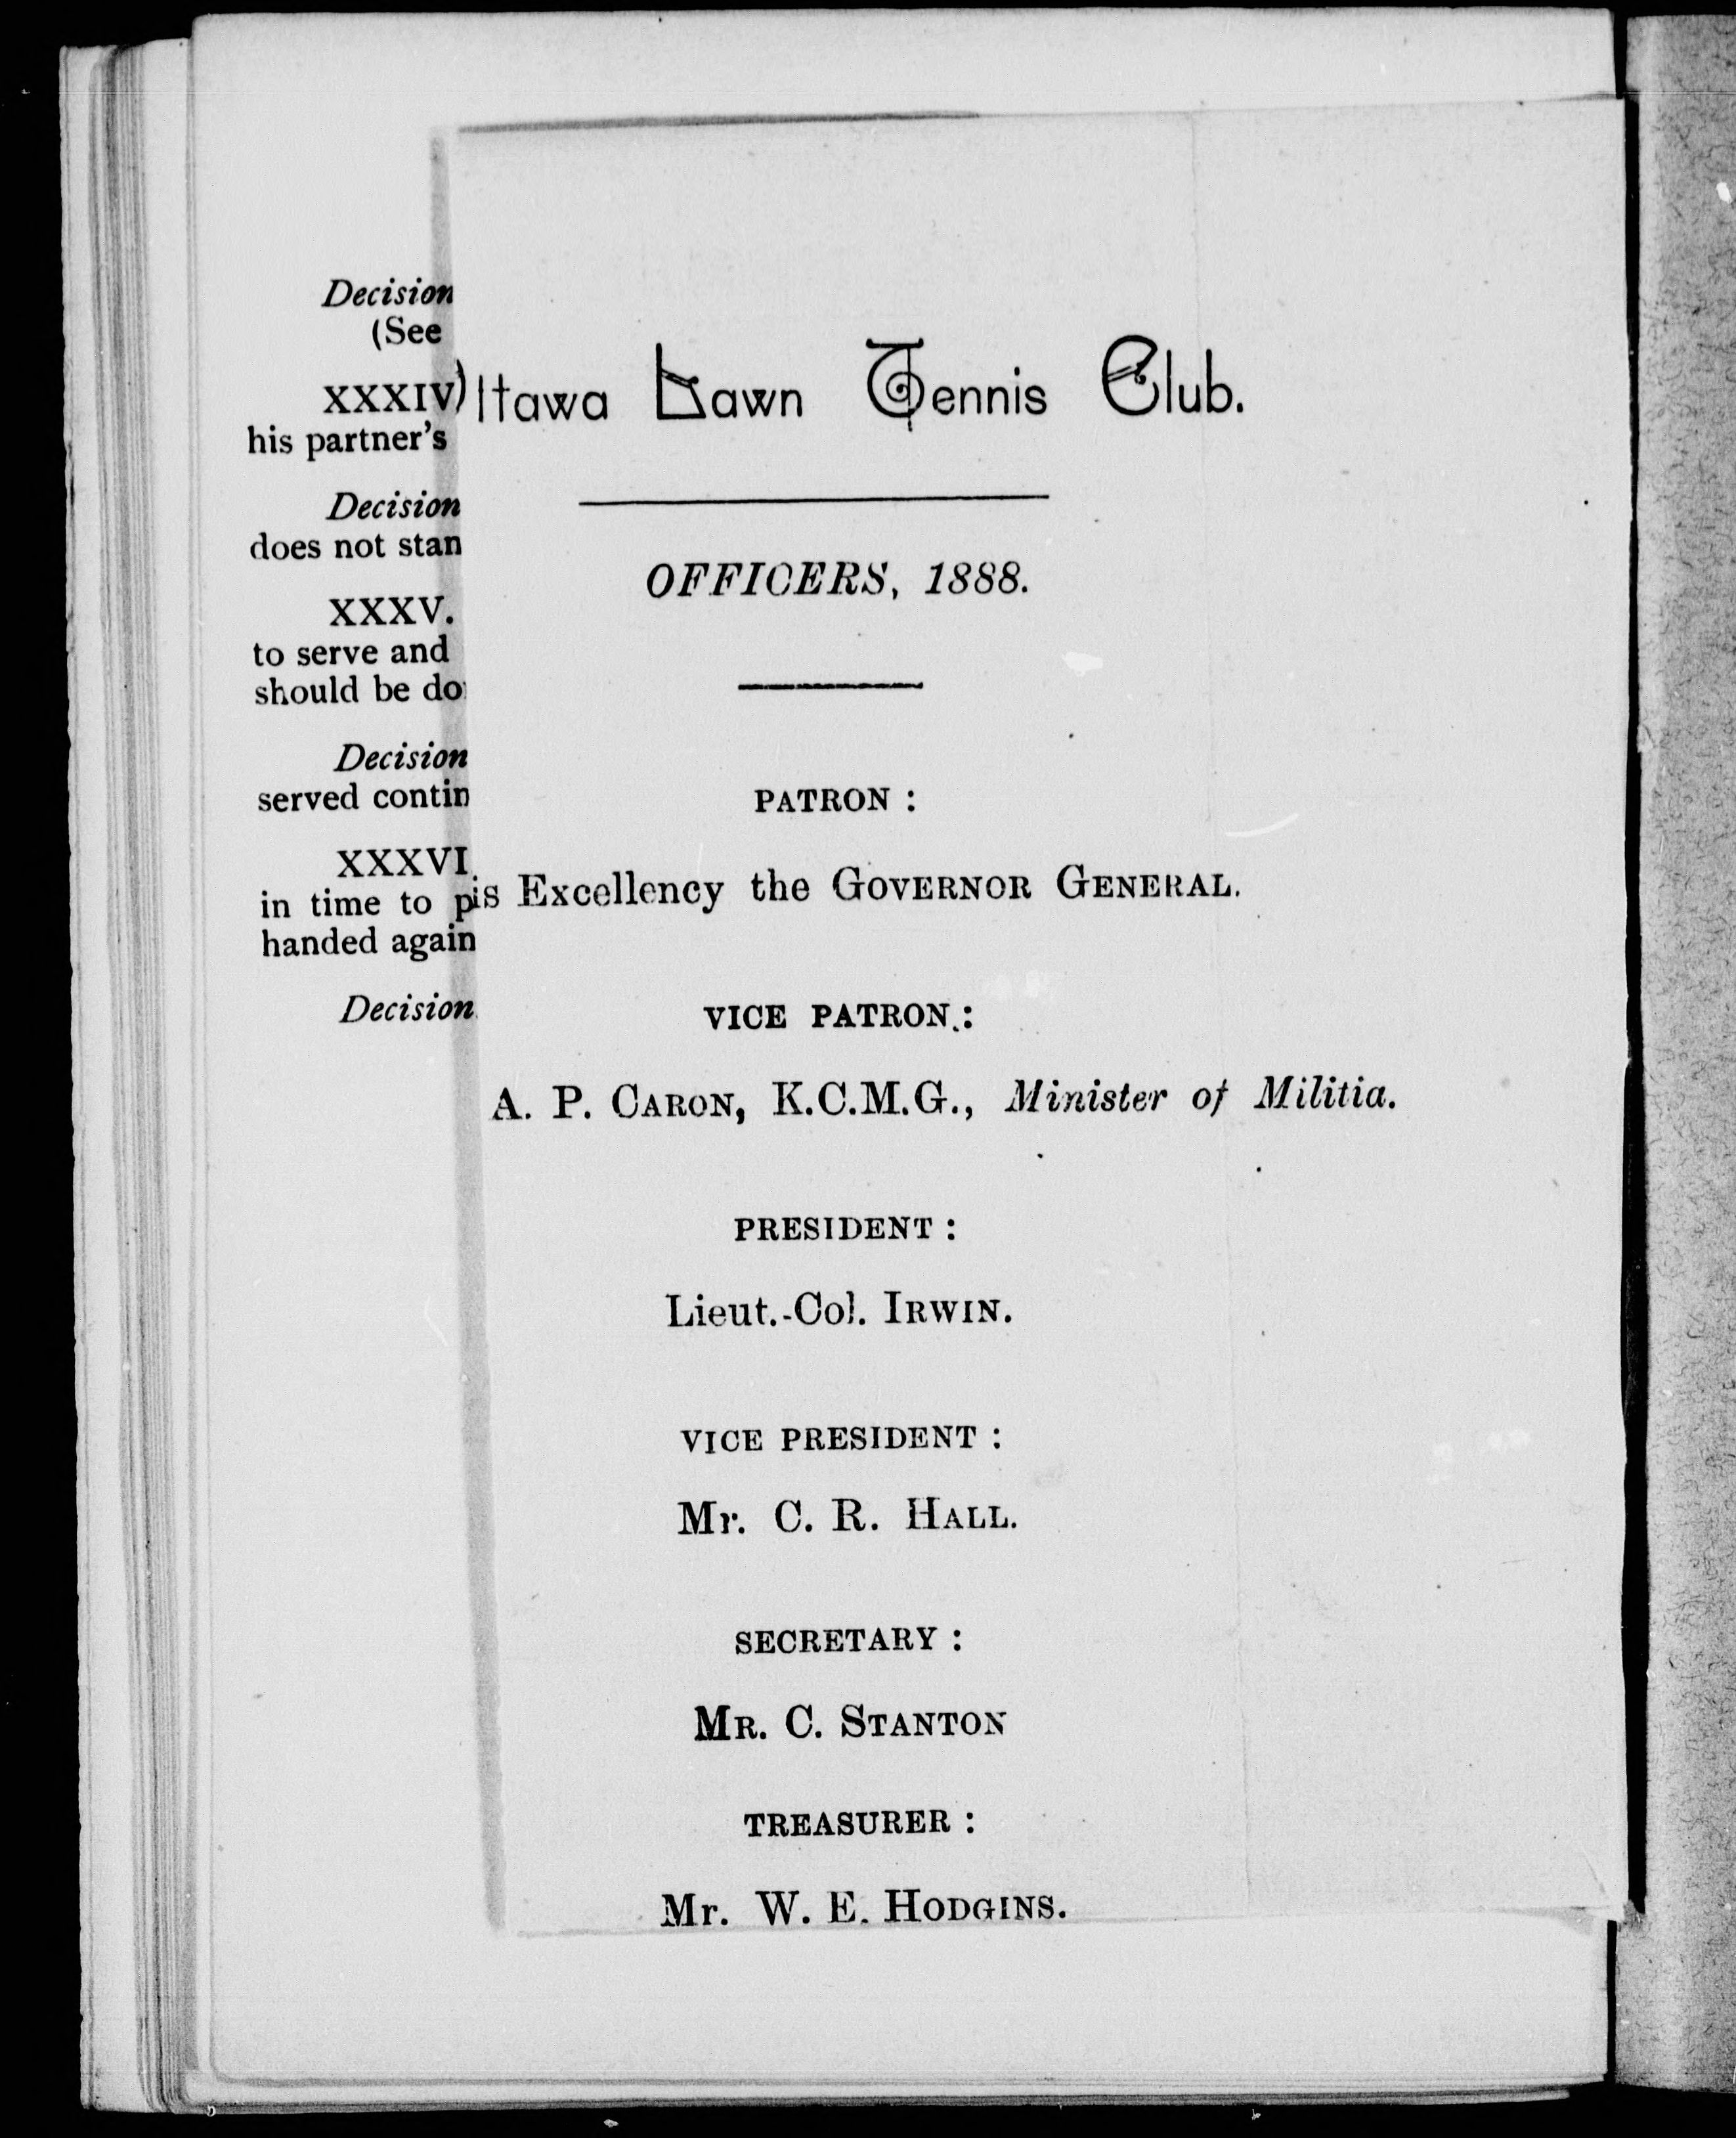 Decision
(See
XXXIV
his partner's
Decision
does not stan
XXXV.
to serve and
should be do
Decision
served contin
XXXVI.
in time to p
handed again
Decision
)ttawa Lawn Tennis Club.
OFFICERS, 1888.
PATRON :
is Excellency the GOVERNOR GENERAL.
VICE PATRON :
A. P. CARON, K.C.M.G., Minister of Militia.
PRESIDENT :
Lieut.-Col. IRWIN.
VICE PRESIDENT :
Mr. C. R. HALL.
SECRETARY :
MR. C. STANTON
TREASURER :
Mr. W. E. HODGINS.